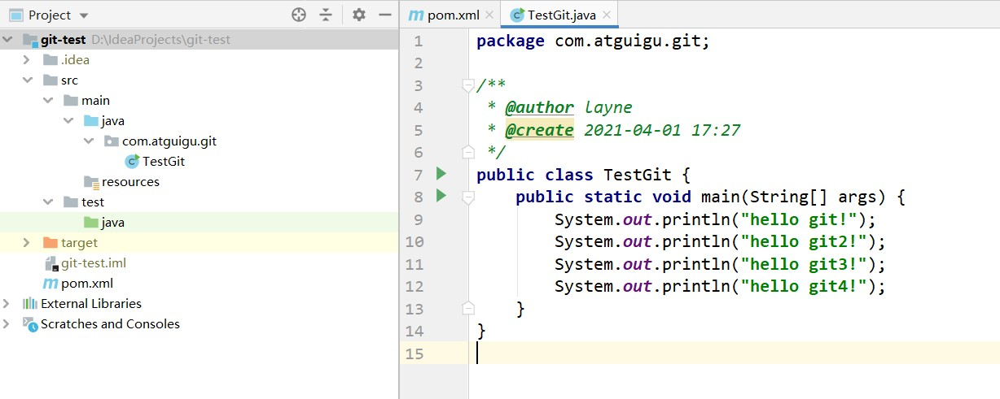 Project
git-test D:\IdeaProjects\git-test
.idea
src
main
java
com.atguigu.git
TestGit
resources
test
java
target
git-test.iml
pom.xml
External Libraries
Scratches and Consoles
pom.xml TestGit.java
1 package com.atguigu.git;
2
3 /**
4 * @author layne
5 * @create 2021-04-01 17:27
6 */
7 public class TestGit {
8 public static void main(String[] args) {
9 System.out.println("hello git!");
10 System.out.println("hello git2!");
11 System.out.println("hello git3!");
12 System.out.println("hello git4!");
13 }
14 }
15